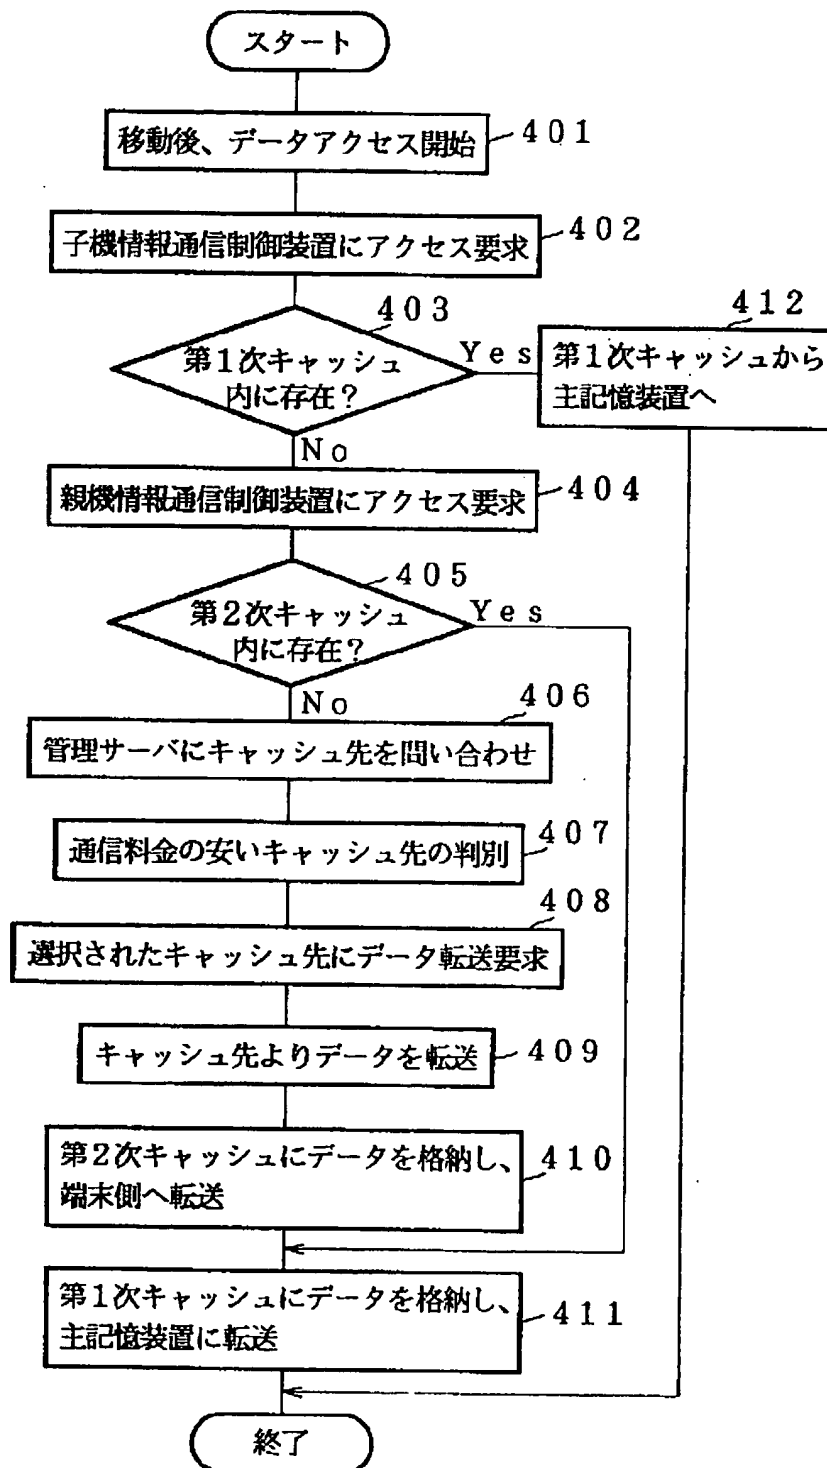 スタート
移動後、データアクセス開始
401
子機情報通信制御装置にアクセス要求
402
403
第1次キャッシュ
内に存在?
Yes
412
第1次キャッシュから
主記憶装置へ
No
親機情報通信制御装置にアクセス要求
404
405
第2次キャッシュ
内に存在?
Yes
No
406
管理サーバにキャッシュ先を問い合わせ
通信料金の安いキャッシュ先の判別
407
408
選択されたキャッシュ先にデータ転送要求
キャッシュ先よりデータを転送
409
第2次キャッシュにデータを格納し、
端末側へ転送
410
第1次キャッシュにデータを格納し、
主記憶装置に転送
411
終了